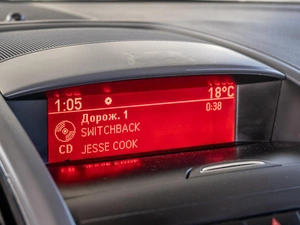 1:05 18°C
0:38
Дорож. 1
SWITCHBACK
CD JESSE COOK